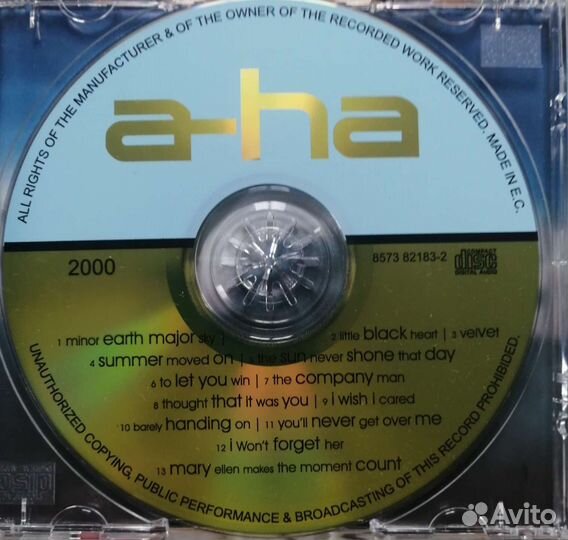 ALL RIGHTS OF THE MANUFACTURER & OF THE OWNER OF THE RECORDED WORK RESERVED. MADE IN E.C.
a-ha
2000
8573 82183-2
COMPACT
disc
DIGITAL AUDIO
1 minor earth major sky | 2 little black heart | 3 velvet
4 summer moved on | 5 the sun never shone that day
6 to let you win | 7 the company man
8 thought that it was you | 9 i wish i cared
10 barely handing on | 11 you'll never get over me
12 i won't forget her
13 mary ellen makes the moment count
UNAUTHORIZED COPYING, PUBLIC PERFORMANCE & BROADCASTING OF THIS RECORD PROHIBITED.
Avito